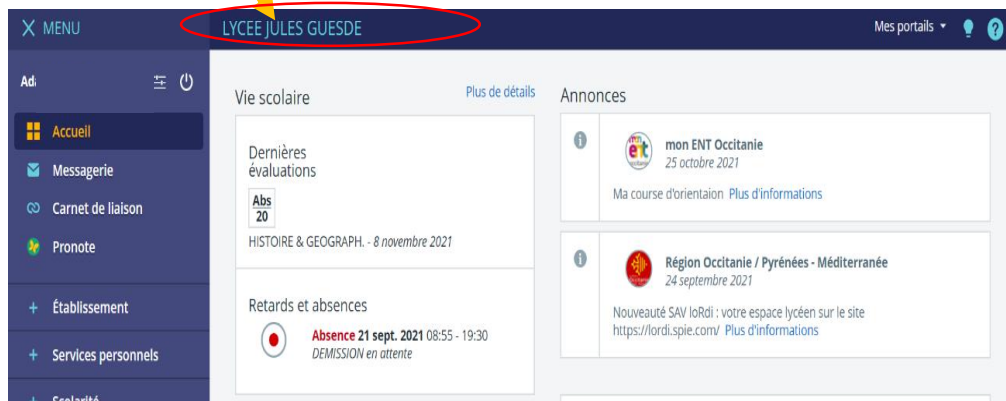 MENU
LYCEE JULES GUESDE
Mes portails
?
Accueil
Messagerie
Carnet de liaison
Pronote
+ Établissement
+ Services personnels
+ Scolarité
Vie scolaire
Plus de détails
Dernières
évaluations
Abs
20
HISTOIRE & GEOGRAPH. - 8 novembre 2021
Retards et absences
Absence 21 sept. 2021 08:55 - 19:30
DEMISSION en attente
Annonces
mon ENT Occitanie
25 octobre 2021
Ma course d'orientaion Plus d'informations
Région Occitanie / Pyrénées - Méditerranée
24 septembre 2021
Nouveauté SAV loRdi : votre espace lycéen sur le site
https://lordi.spie.com/ Plus d'informations